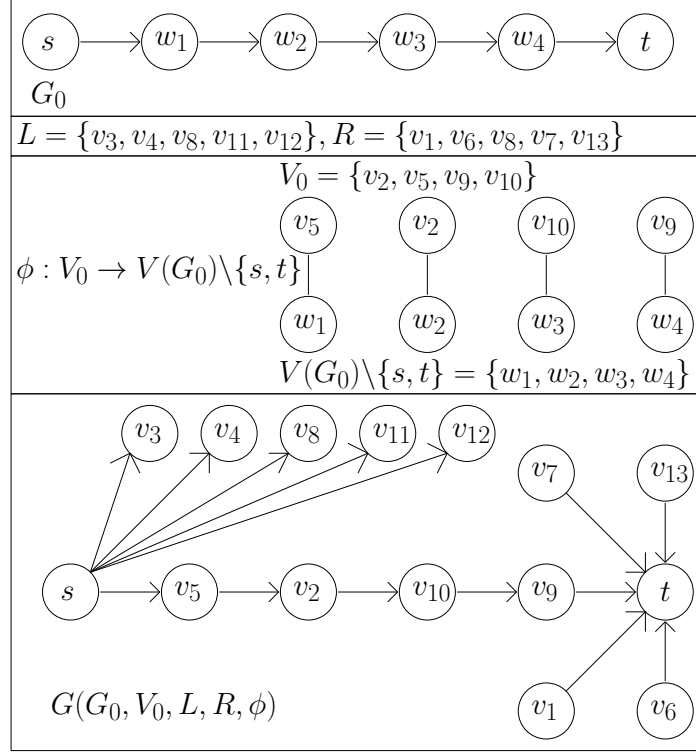 s w₁ w₂ w₃ w₄ t
G₀
L = {v₃, v₄, v₈, v₁₁, v₁₂}, R = {v₁, v₆, v₈, v₇, v₁₃}
V₀ = {v₂, v₅, v₉, v₁₀}
v₅ v₂ v₁₀ v₉
ϕ : V₀ → V(G₀)\{s, t}
w₁ w₂ w₃ w₄
V(G₀)\{s, t} = {w₁, w₂, w₃, w₄}
v₃ v₄ v₈ v₁₁ v₁₂
v₇ v₁₃
s v₅ v₂ v₁₀ v₉ t
G(G₀, V₀, L, R, ϕ)
v₁ v₆